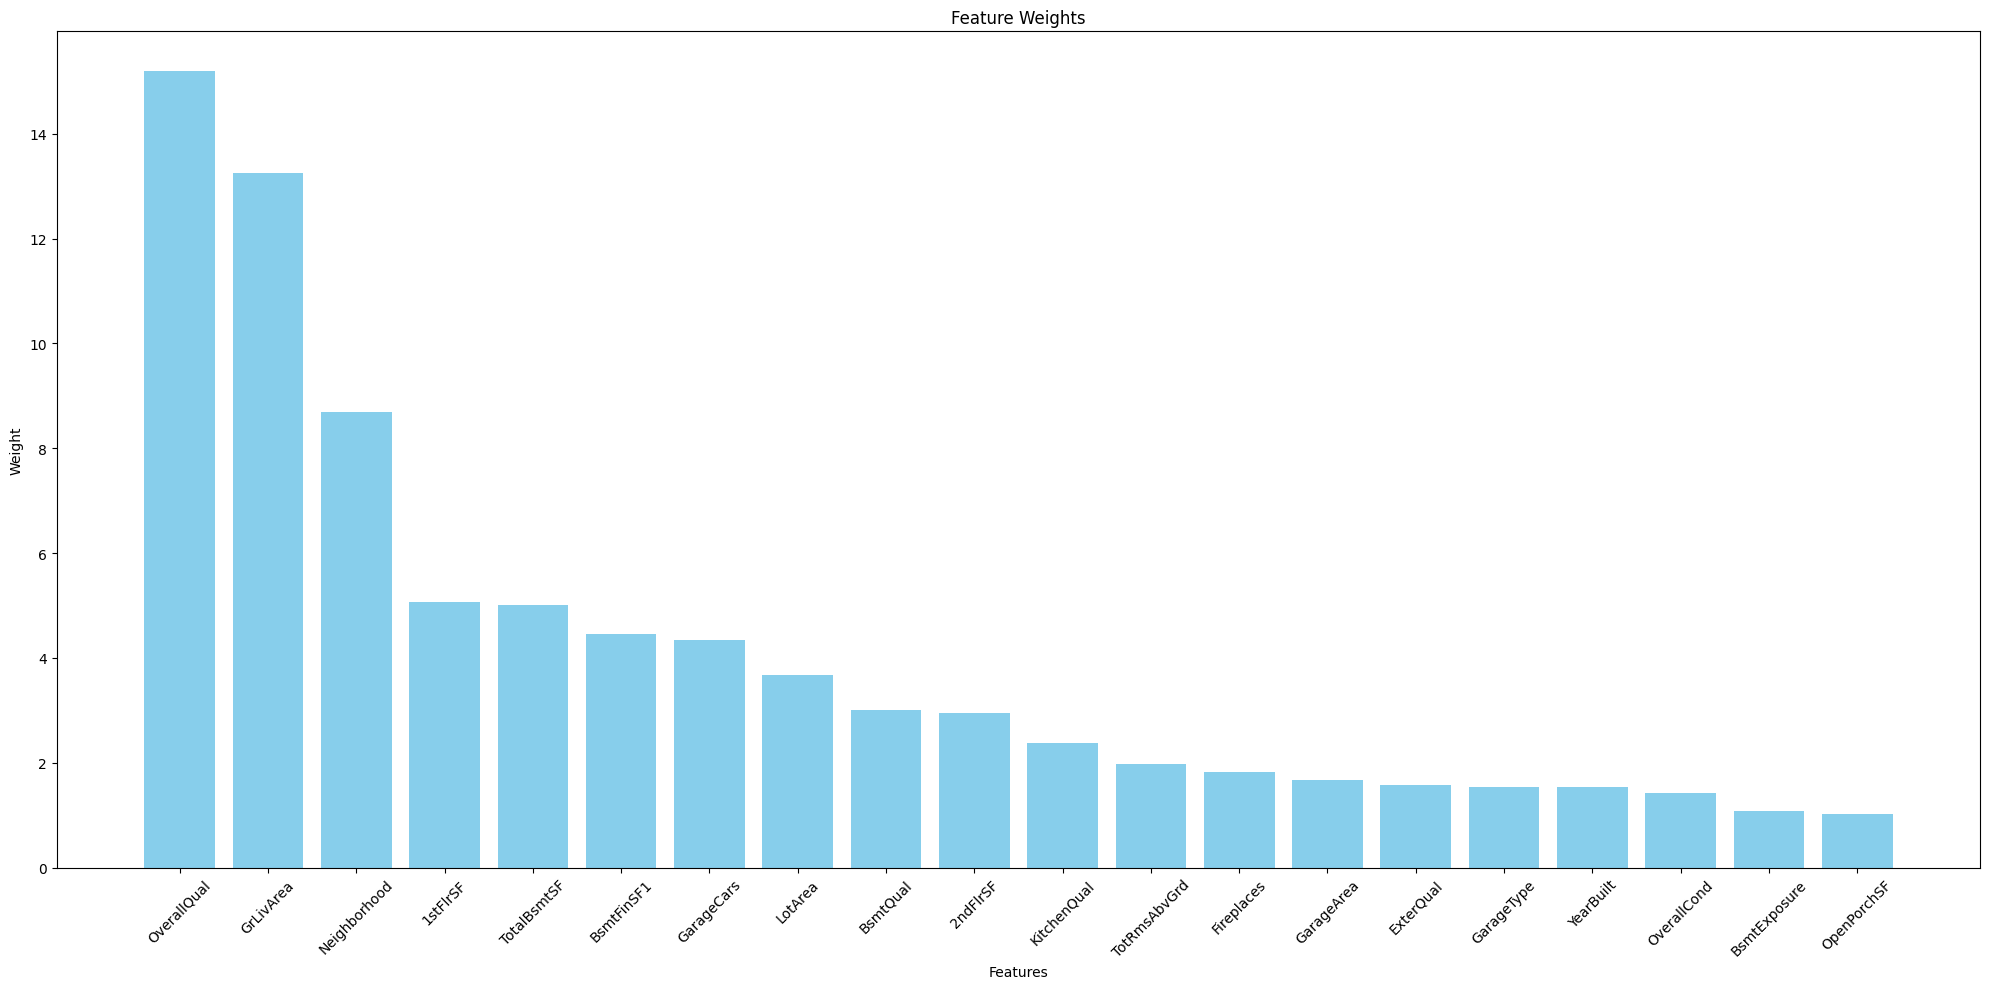 Feature Weights
14
12
10
8
6
4
2
0
Weight
OverallQual
GrLivArea
Neighborhood
1stFlrSF
TotalBsmtSF
BsmtFinSF1
GarageCars
LotArea
BsmtQual
2ndFlrSF
KitchenQual
TotRmsAbvGrd
Fireplaces
GarageArea
ExterQual
GarageType
YearBuilt
OverallCond
BsmtExposure
OpenPorchSF
Features